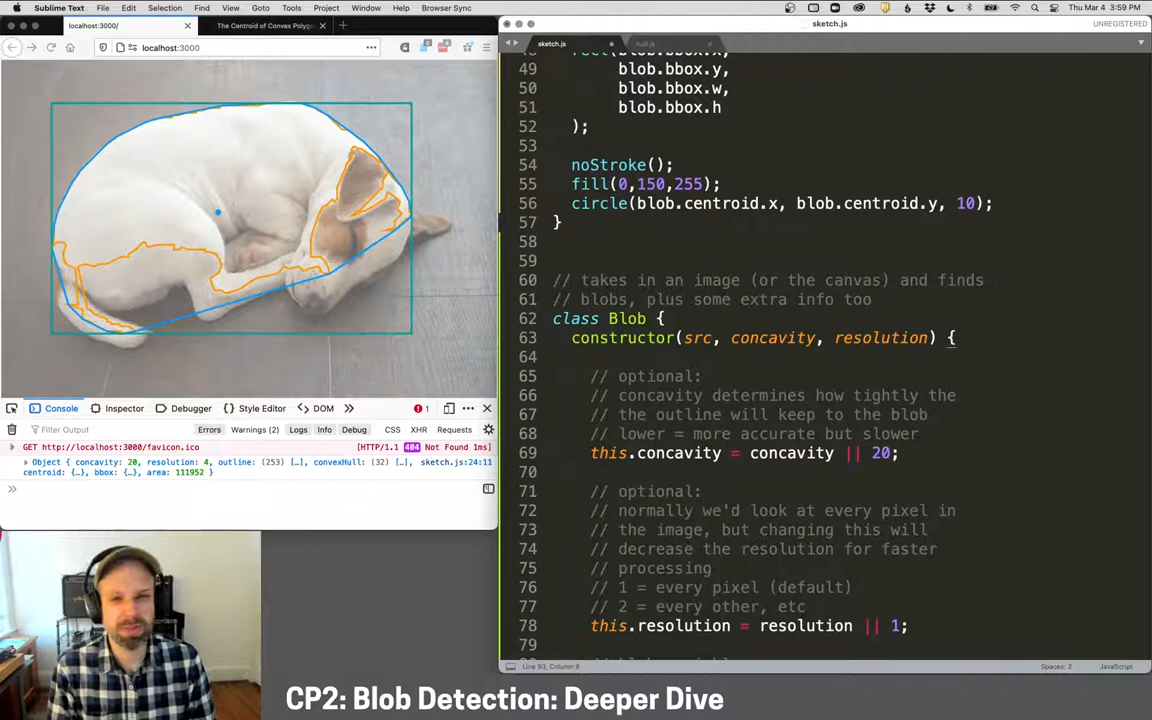 Sublime Text File Edit Selection Find View Goto Tools Project Window Help Browser Sync
Thu Mar 4 3:59 PM
localhost:3000/
The Centroid of Convex Polyg
localhost:3000
sketch.js
UNREGISTERED
sketch.js
hull.js
49 blob.bbox.y,
50 blob.bbox.w,
51 blob.bbox.h
52 );
53
54 noStroke();
55 fill(0,150,255);
56 circle(blob.centroid.x, blob.centroid.y, 10);
57 }
58
59
60 // takes in an image (or the canvas) and finds
61 // blobs, plus some extra info too
62 class Blob {
63 constructor(src, concavity, resolution) {
64
65 // optional:
66 // concavity determines how tightly the
67 // the outline will keep to the blob
68 // lower = more accurate but slower
69 this.concavity = concavity || 20;
70
71 // optional:
72 // normally we'd look at every pixel in
73 // the image, but changing this will
74 // decrease the resolution for faster
75 // processing
76 // 1 = every pixel (default)
77 // 2 = every other, etc
78 this.resolution = resolution || 1;
79
Line 93, Column 8
Spaces: 2
JavaScript
Console Inspector Debugger Style Editor DOM
1
Filter Output
Errors Warnings (2) Logs Info Debug CSS XHR Requests
GET http://localhost:3000/favicon.ico [HTTP/1.1 404 Not Found 1ms]
Object { concavity: 20, resolution: 4, outline: (253) […], convexHull: (32) […], sketch.js:24:11
centroid: {…}, bbox: {…}, area: 111952 }
CP2: Blob Detection: Deeper Dive